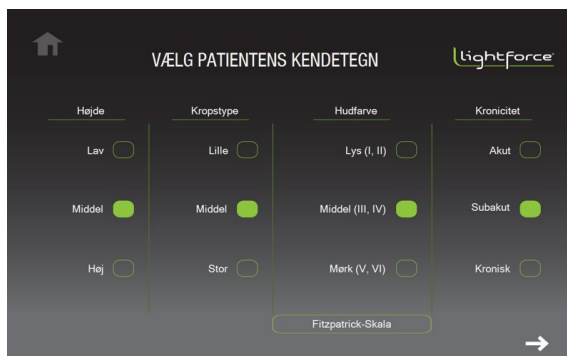 VÆLG PATIENTENS KENDETEGN
lightforce
Højde Kropstype Hudfarve Kronicitet
Lav Lille Lys (I, II) Akut
Middel Middel Middel (III, IV) Subakut
Høj Stor Mørk (V, VI) Kronisk
Fitzpatrick-Skala